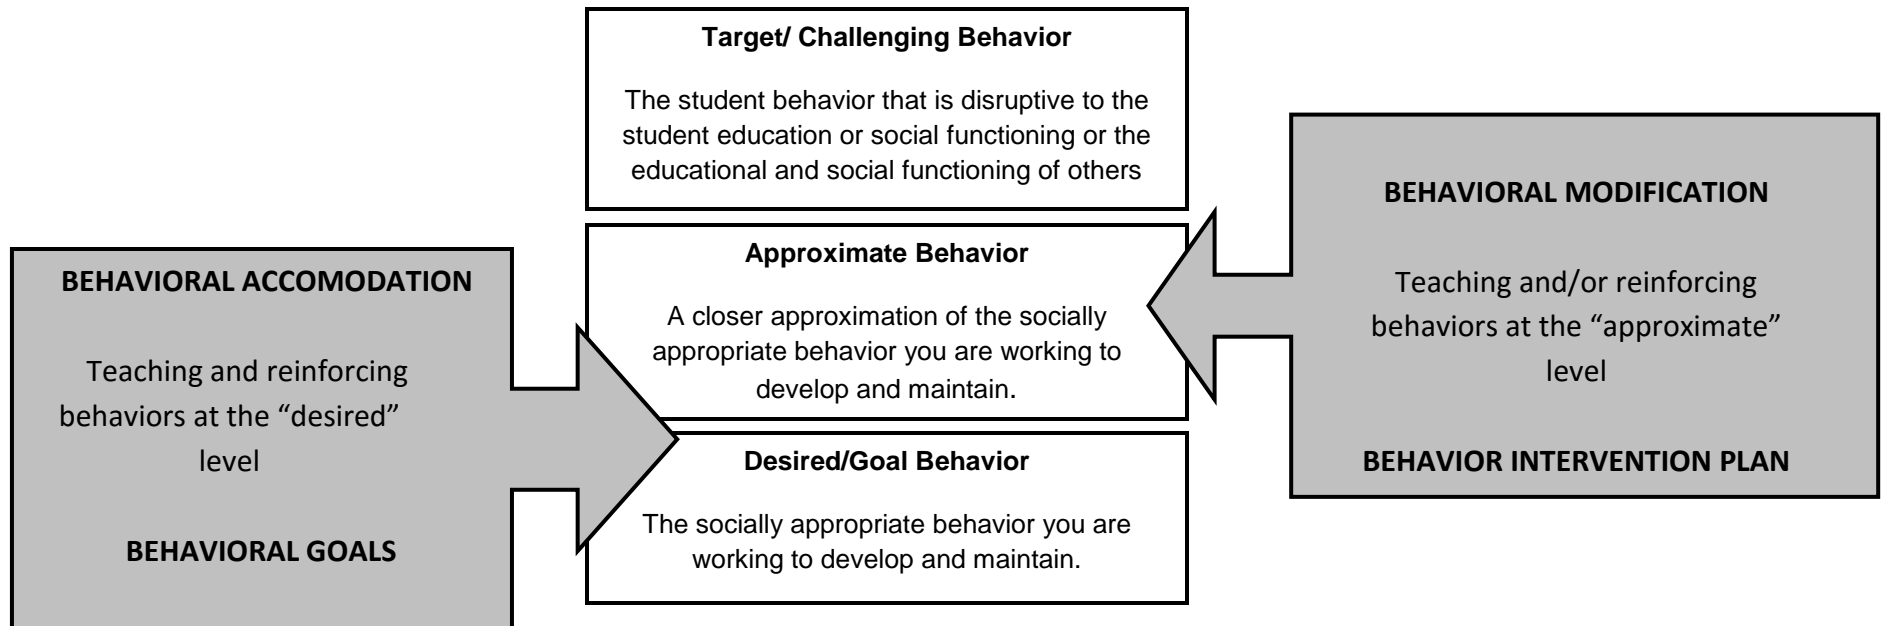 Target/ Challenging Behavior
The student behavior that is disruptive to the
student education or social functioning or the
educational and social functioning of others
Approximate Behavior
A closer approximation of the socially
appropriate behavior you are working to
develop and maintain.
Desired/Goal Behavior
The socially appropriate behavior you are
working to develop and maintain.
BEHAVIORAL ACCOMODATION
Teaching and reinforcing
behaviors at the “desired”
level
BEHAVIORAL GOALS
BEHAVIORAL MODIFICATION
Teaching and/or reinforcing
behaviors at the “approximate”
level
BEHAVIOR INTERVENTION PLAN